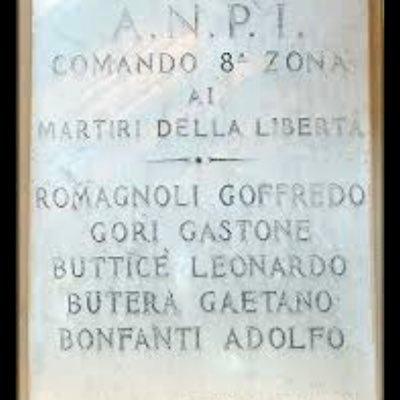 A.N.P.I.
COMANDO 8ᴬ ZONA
AI
MARTIRI DELLA LIBERTÀ
ROMAGNOLI GOFFREDO
GORI GASTONE
BUTTICÈ LEONARDO
BUTERA GAETANO
BONFANTI ADOLFO